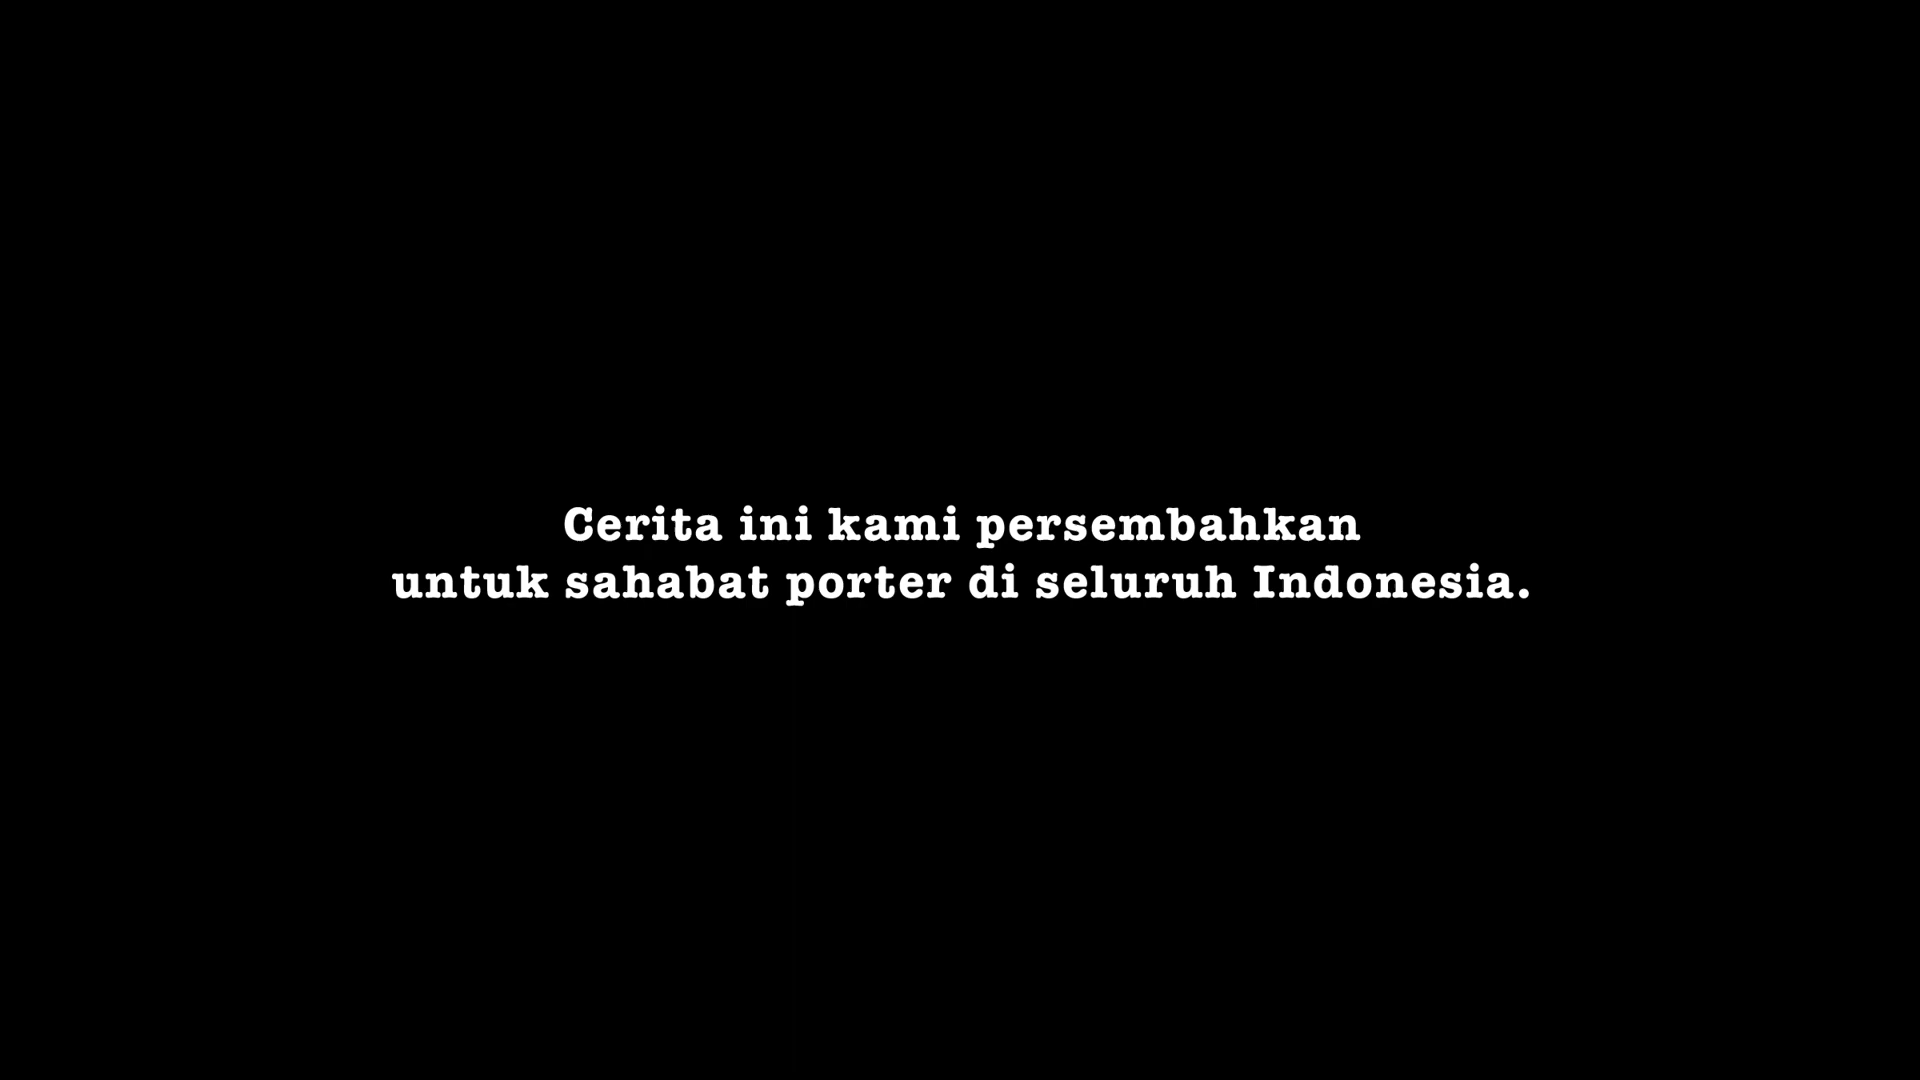 Cerita ini kami persembahkan
untuk sahabat porter di seluruh Indonesia.